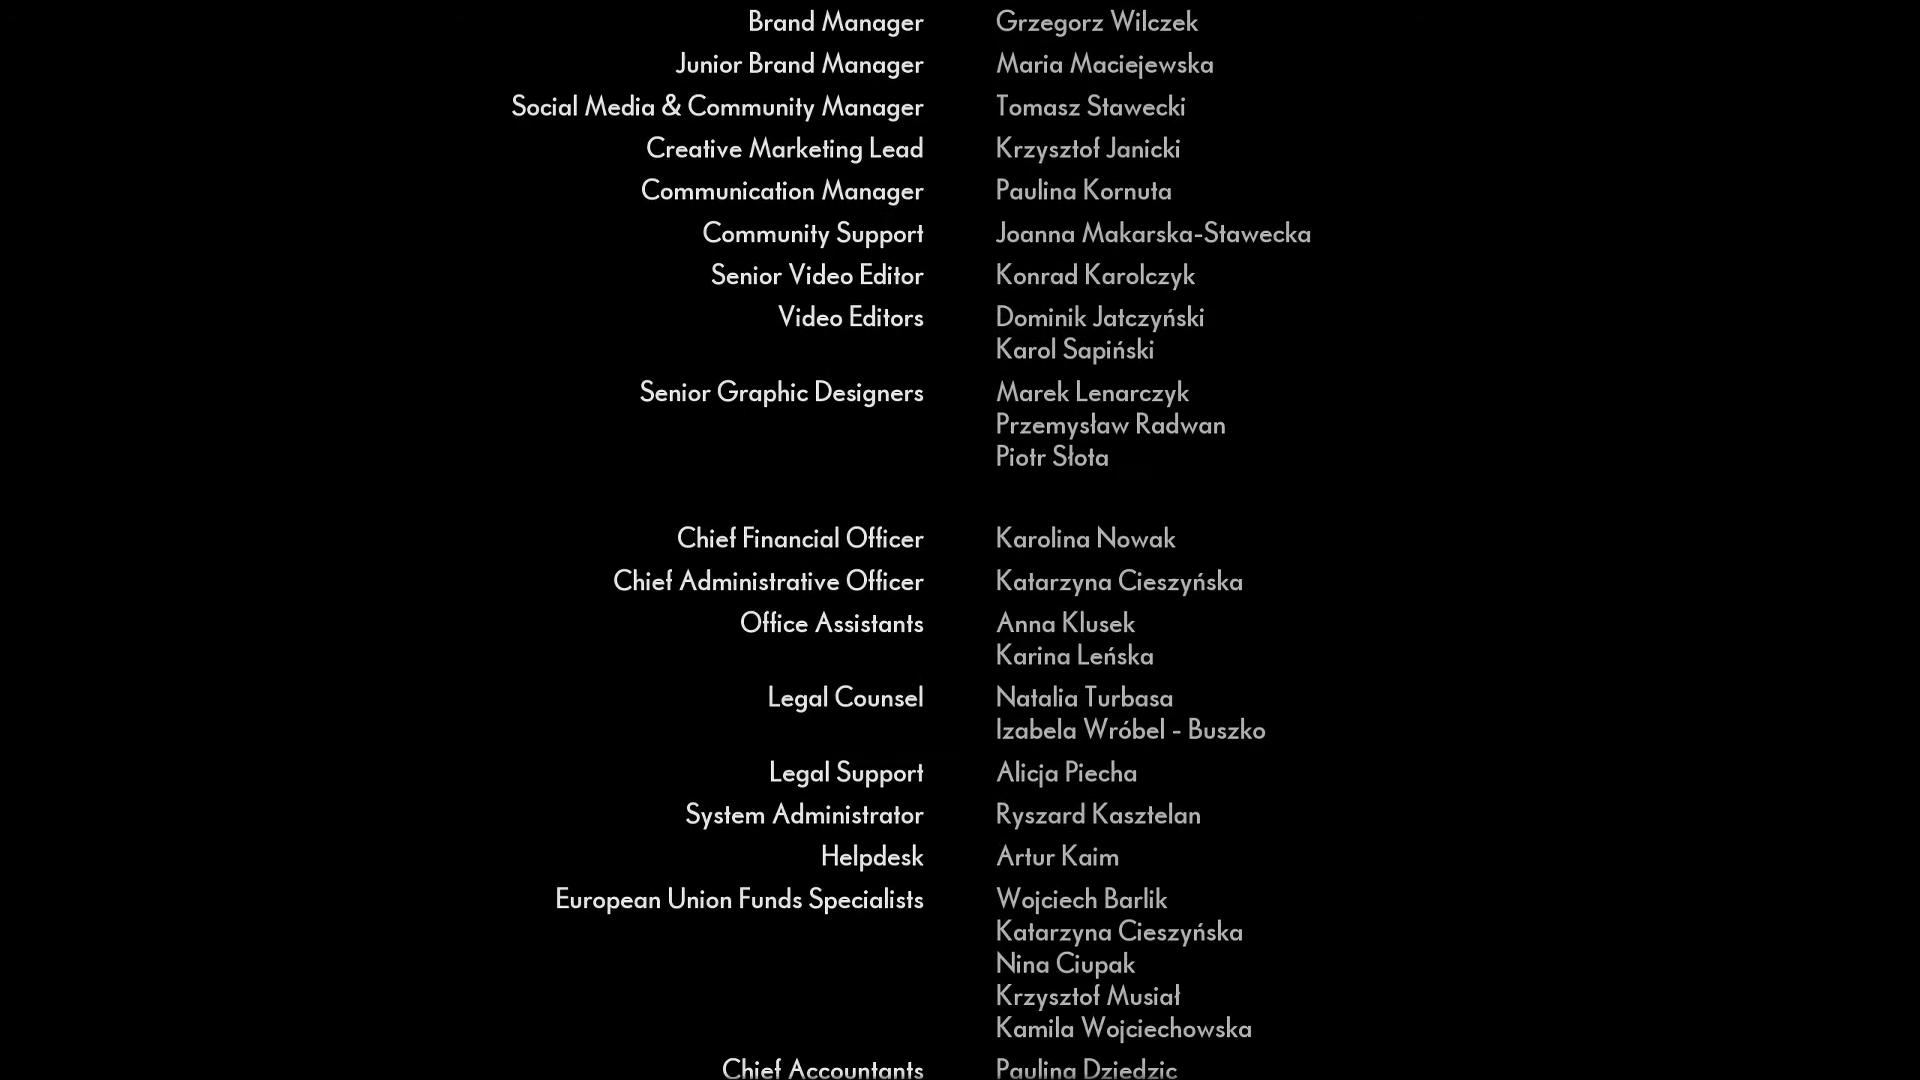 Brand Manager Grzegorz Wilczek
Junior Brand Manager Maria Maciejewska
Social Media & Community Manager Tomasz Stawecki
Creative Marketing Lead Krzysztof Janicki
Communication Manager Paulina Kornuta
Community Support Joanna Makarska-Stawecka
Senior Video Editor Konrad Karolczyk
Video Editors Dominik Jatczyński
Karol Sapiński
Senior Graphic Designers Marek Lenarczyk
Przemysław Radwan
Piotr Słota
Chief Financial Officer Karolina Nowak
Chief Administrative Officer Katarzyna Cieszyńska
Office Assistants Anna Klusek
Karina Leńska
Legal Counsel Natalia Turbasa
Izabela Wróbel - Buszko
Legal Support Alicja Piecha
System Administrator Ryszard Kasztelan
Helpdesk Artur Kaim
European Union Funds Specialists Wojciech Barlik
Katarzyna Cieszyńska
Nina Ciupak
Krzysztof Musiał
Kamila Wojciechowska
Chief Accountants Paulina Dziedzic